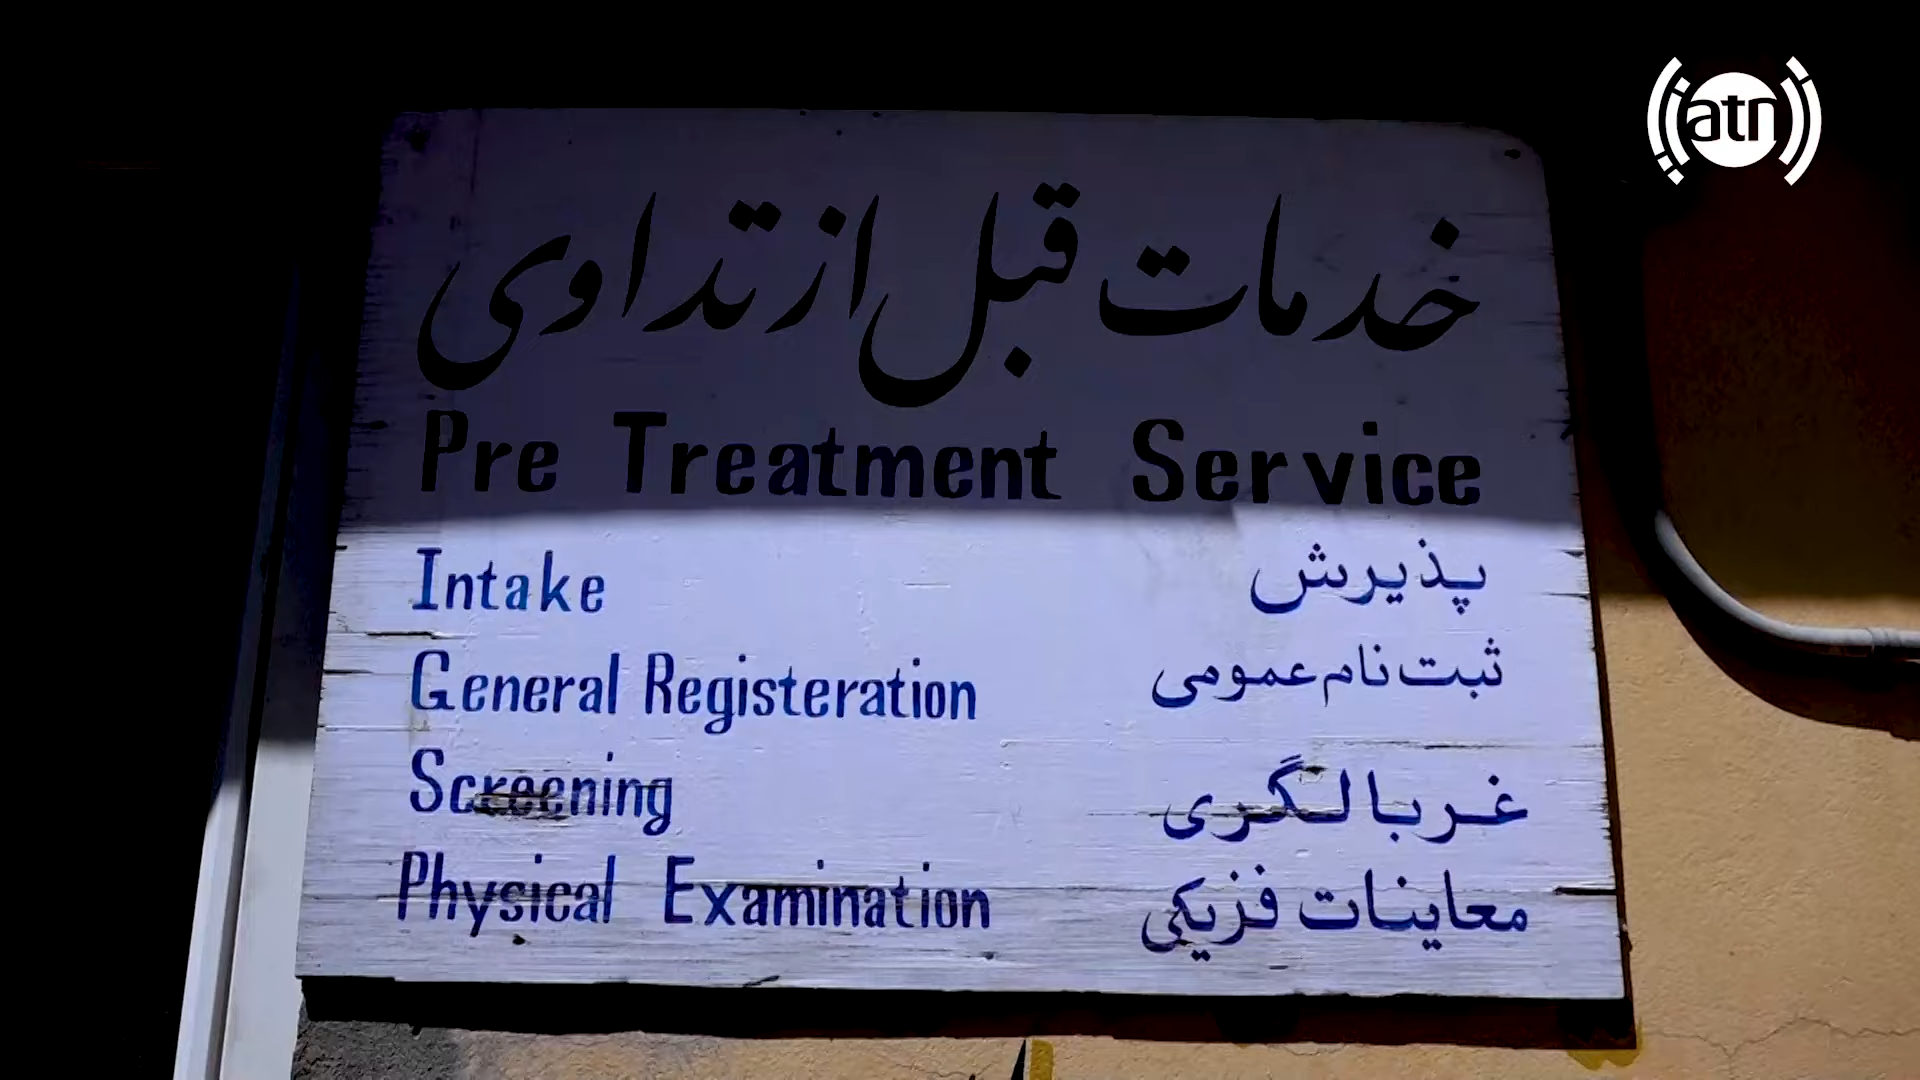 atn
خدمات قبل از تداوی
Pre Treatment Service
Intake پذیرش
General Registeration ثبت نام عمومی
Screening غربالگری
Physical Examination معاینات فزیکی